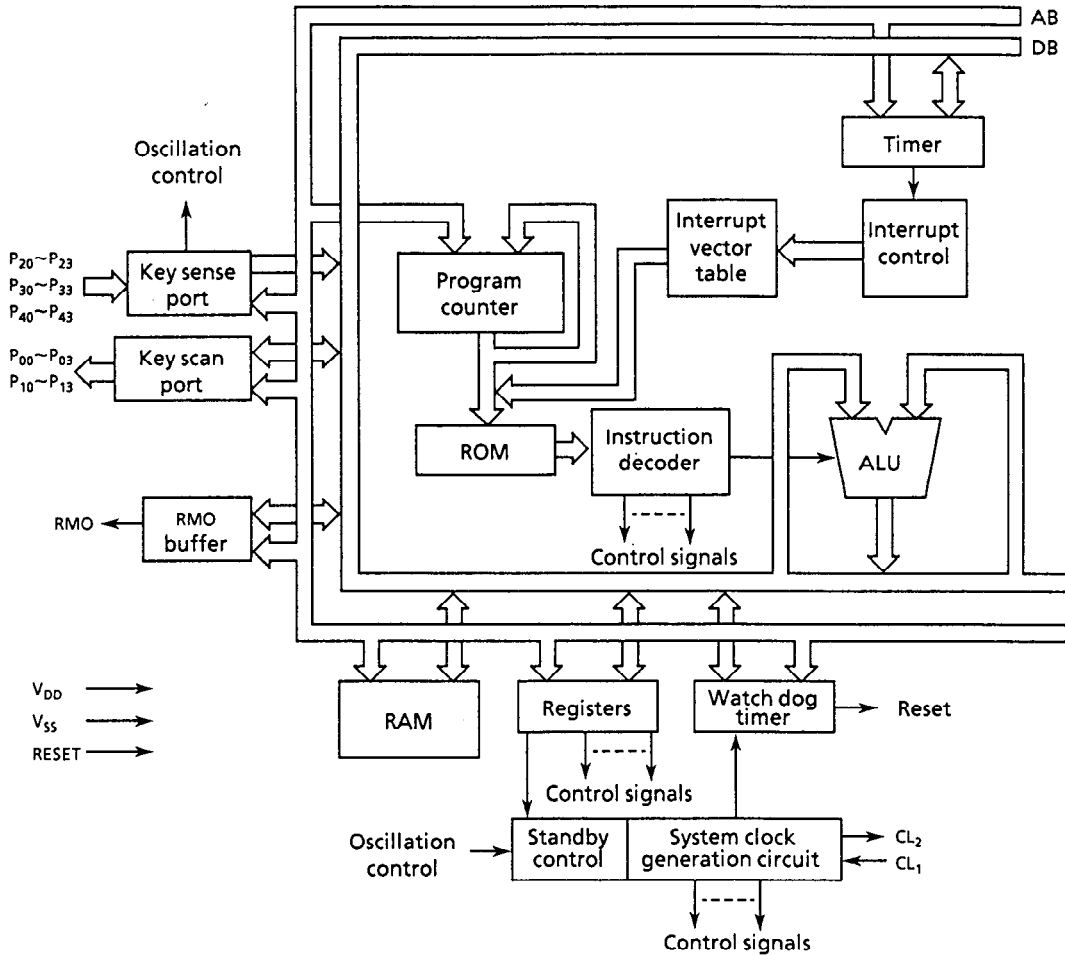 AB
DB
Timer
Oscillation
control
Interrupt
vector
table
Interrupt
control
P₂₀~P₂₃
P₃₀~P₃₃
P₄₀~P₄₃
Key sense
port
Program
counter
P₀₀~P₀₃
P₁₀~P₁₃
Key scan
port
ROM
Instruction
decoder
ALU
RMO
RMO
buffer
Control signals
V_DD
V_SS
RESET
RAM
Registers
Watch dog
timer
Reset
Control signals
Oscillation
control
Standby
control
System clock
generation circuit
CL₂
CL₁
Control signals